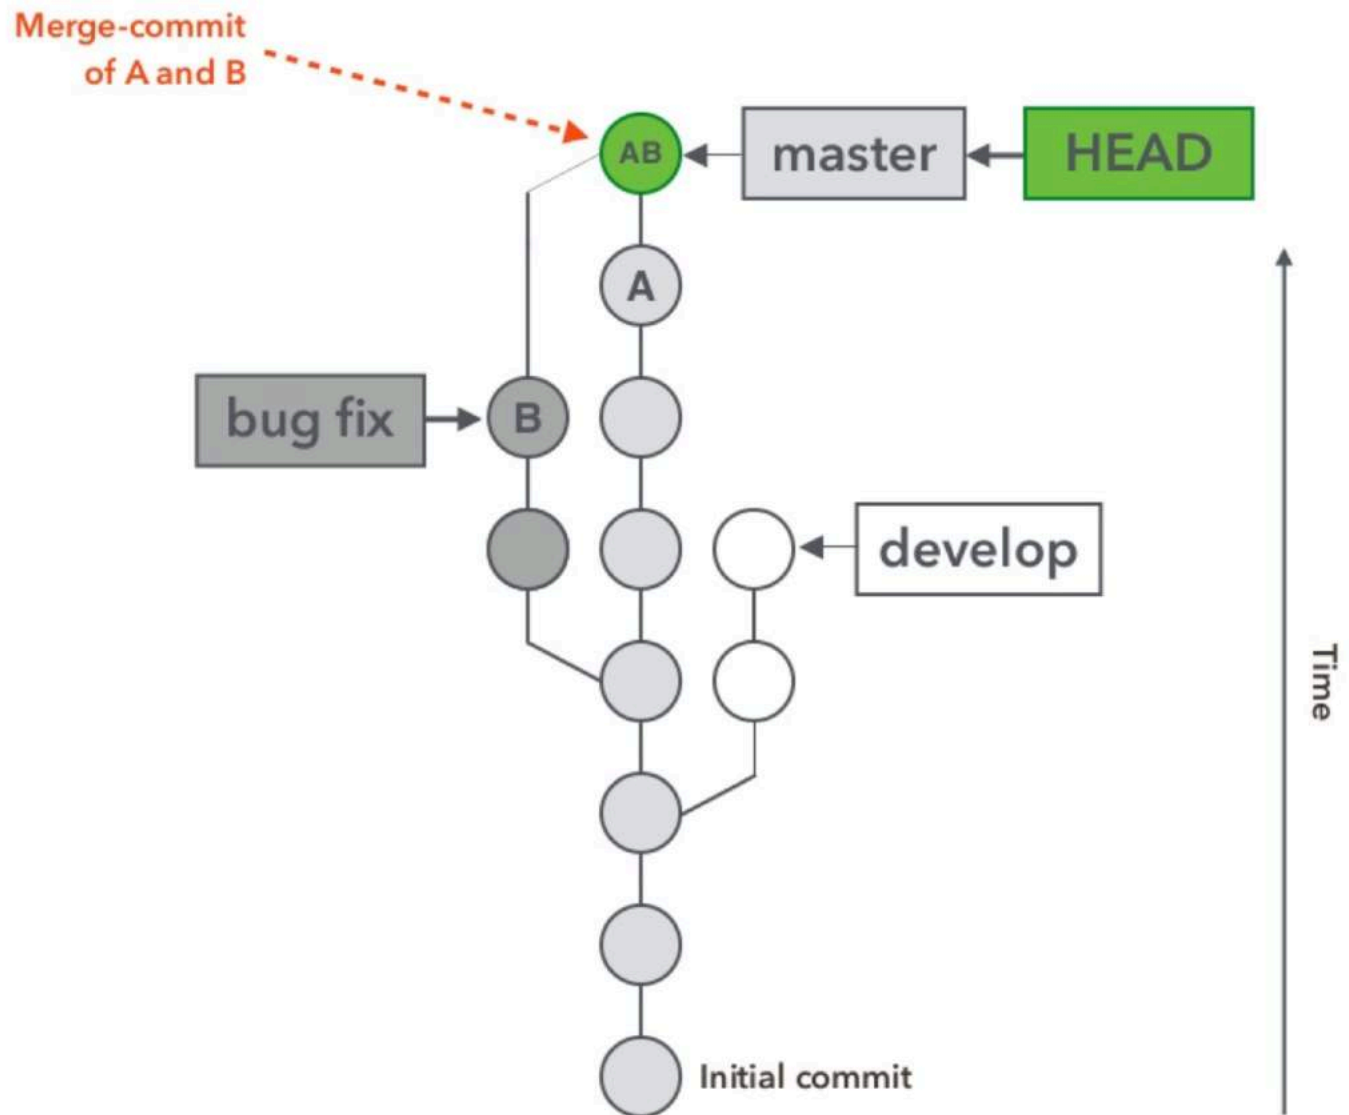 Merge-commit
of A and B
AB
master
HEAD
A
bug fix
B
develop
Time
Initial commit